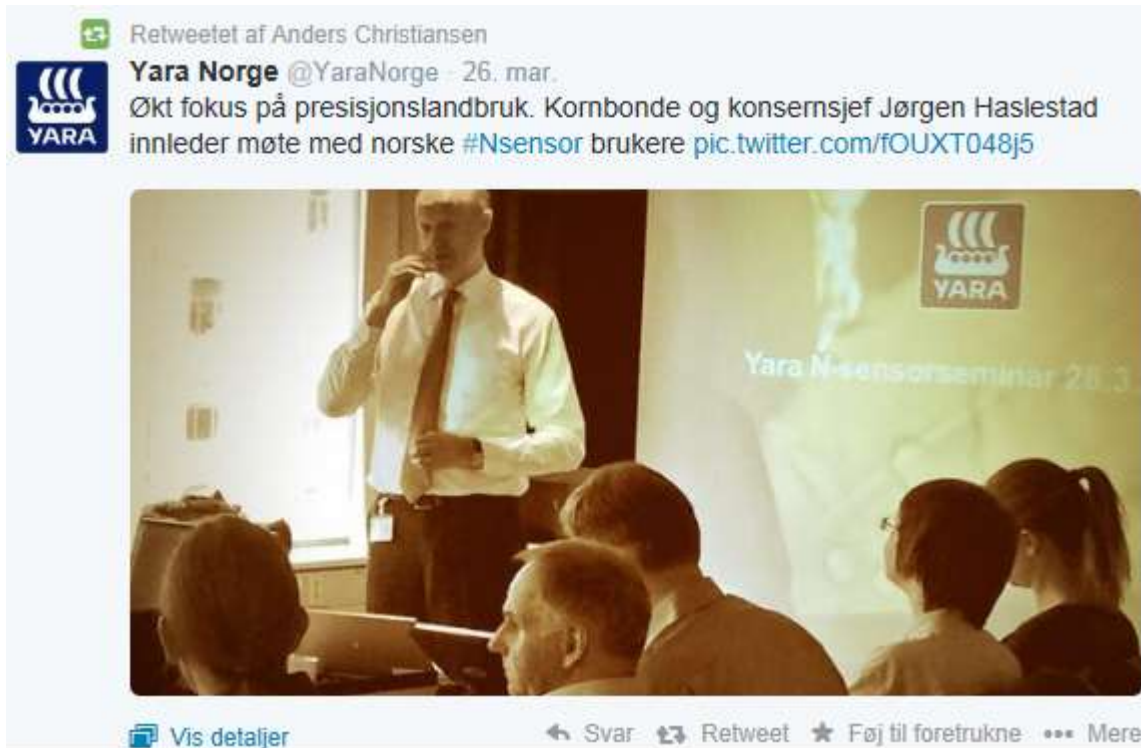 Retweetet af Anders Christiansen
Yara Norge @YaraNorge · 26. mar.
Økt fokus på presisjonslandbruk. Kornbonde og konsernsjef Jørgen Haslestad
innleder møte med norske #Nsensor brukere pic.twitter.com/fOUXT048j5
YARA
YARA
Yara N-sensorseminar 26.3
Vis detaljer
Svar Retweet Føj til foretrukne Mere